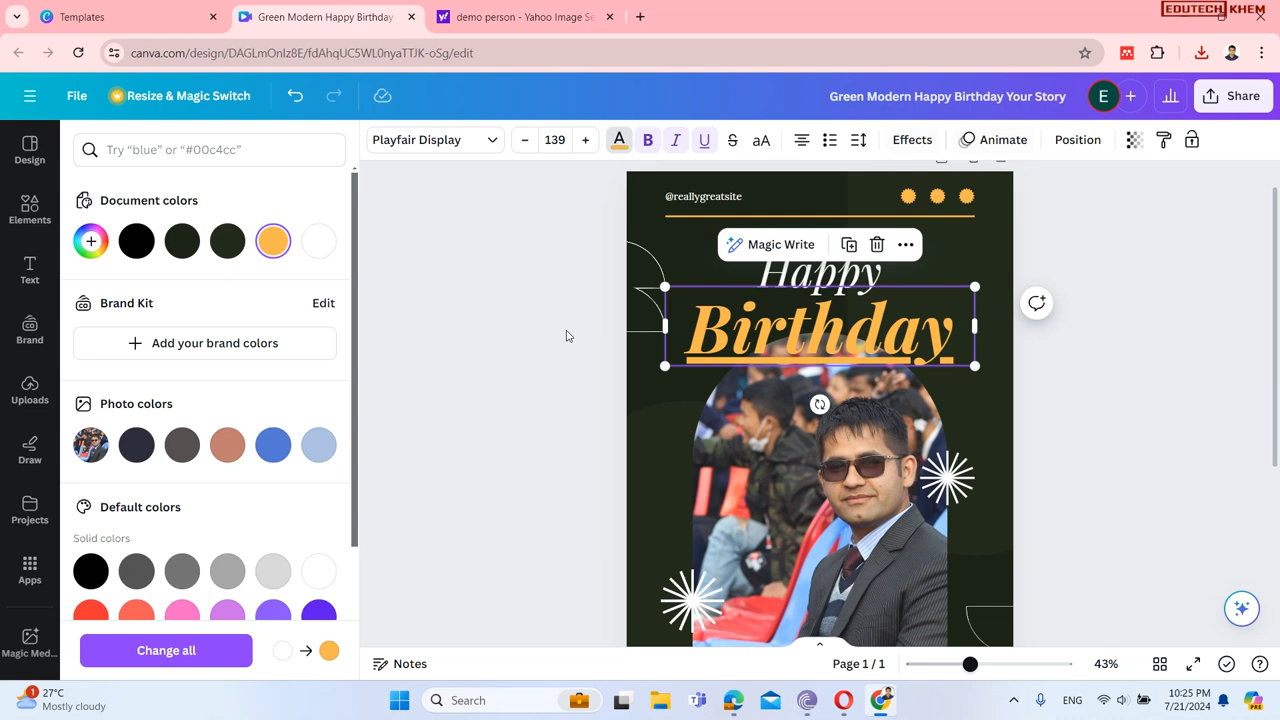 EDUTECH KHEM
Templates
Green Modern Happy Birthday
demo person - Yahoo Image Se
canva.com/design/DAGLmOnIz8E/fdAhqUC5WL0nyaTTJK-oSg/edit
File
Resize & Magic Switch
Green Modern Happy Birthday Your Story
E
Share
Design
Elements
Text
Brand
Uploads
Draw
Projects
Apps
Magic Med...
Try “blue” or “#00c4cc”
Document colors
Brand Kit
Edit
Add your brand colors
Photo colors
Default colors
Solid colors
Change all
Playfair Display
139
A
B
I
U
S
aA
Effects
Animate
Position
@reallygreatsite
Magic Write
Happy
Birthday
Notes
Page 1 / 1
43%
1
27°C
Mostly cloudy
Search
ENG
10:25 PM
7/21/2024
PRE